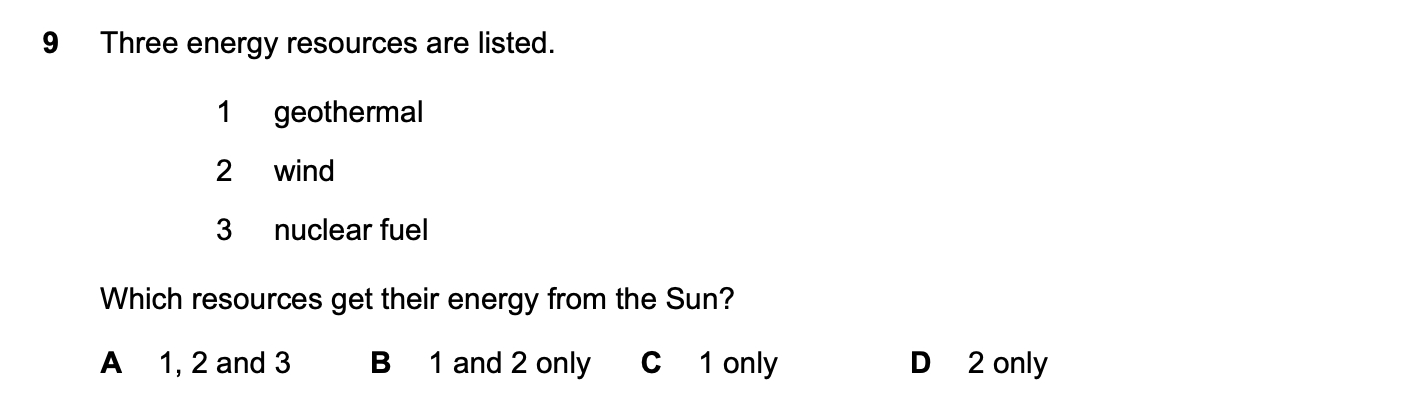 9 Three energy resources are listed.
1 geothermal
2 wind
3 nuclear fuel
Which resources get their energy from the Sun?
A 1, 2 and 3 B 1 and 2 only C 1 only D 2 only